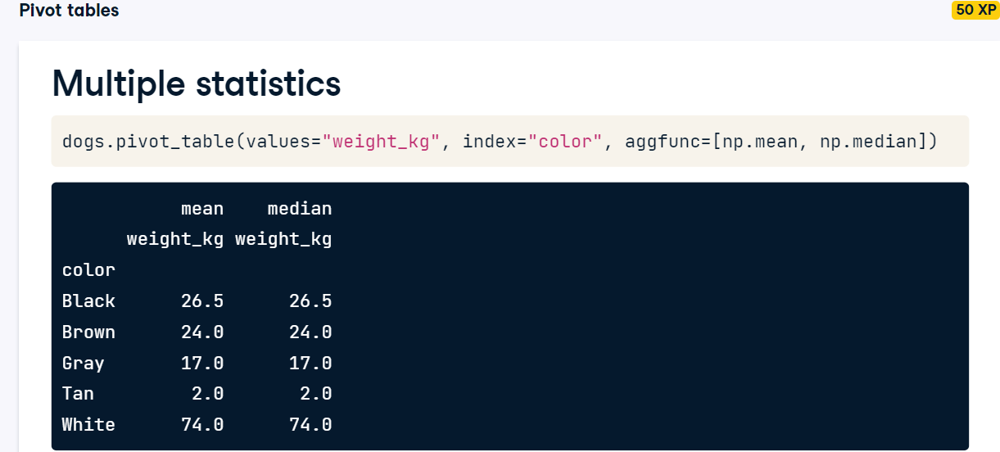 Pivot tables
50 XP
Multiple statistics
dogs.pivot_table(values="weight_kg", index="color", aggfunc=[np.mean, np.median])
mean median
weight_kg weight_kg
color
Black 26.5 26.5
Brown 24.0 24.0
Gray 17.0 17.0
Tan 2.0 2.0
White 74.0 74.0